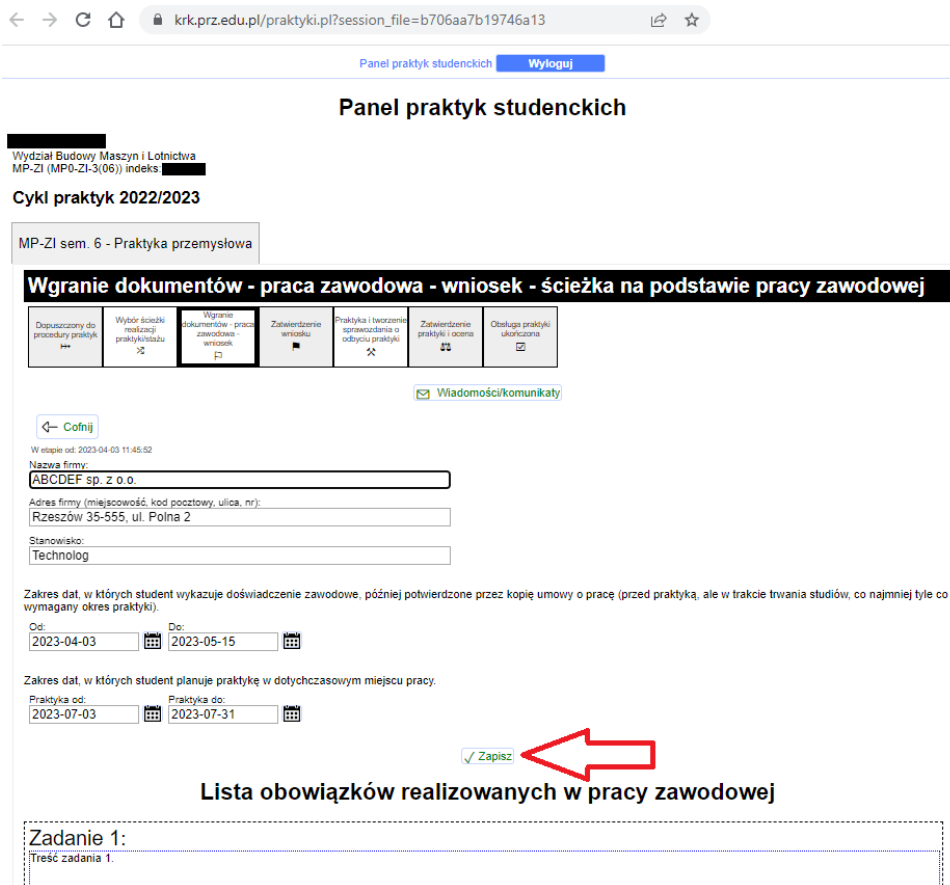 krk.prz.edu.pl/praktyki.pl?session_file=b706aa7b19746a13
Panel praktyk studenckich Wyloguj
Panel praktyk studenckich
Wydział Budowy Maszyn i Lotnictwa
MP-ZI (MP0-ZI-3(06)) indeks:
Cykl praktyk 2022/2023
MP-ZI sem. 6 - Praktyka przemysłowa
Wgranie dokumentów - praca zawodowa - wniosek - ścieżka na podstawie pracy zawodowej
Dopuszczony do
procedury praktyk
Wybór ścieżki
realizacji
praktyki/stażu
Wgranie
dokumentów - praca
zawodowa -
wniosek
Zatwierdzenie
wniosku
Praktyka i tworzenie
sprawozdania o
odbyciu praktyki
Zatwierdzenie
praktyki i ocena
Obsługa praktyki
ukończona
Wiadomości/komunikaty
Cofnij
W etapie od: 2023-04-03 11:45:52
Nazwa firmy:
ABCDEF sp. z o.o.
Adres firmy (miejscowość, kod pocztowy, ulica, nr):
Rzeszów 35-555, ul. Polna 2
Stanowisko:
Technolog
Zakres dat, w których student wykazuje doświadczenie zawodowe, później potwierdzone przez kopię umowy o pracę (przed praktyką, ale w trakcie trwania studiów, co najmniej tyle co
wymagany okres praktyki).
Od: Do:
2023-04-03 2023-05-15
Zakres dat, w których student planuje praktykę w dotychczasowym miejscu pracy.
Praktyka od: Praktyka do:
2023-07-03 2023-07-31
Zapisz
Lista obowiązków realizowanych w pracy zawodowej
Zadanie 1:
Treść zadania 1.